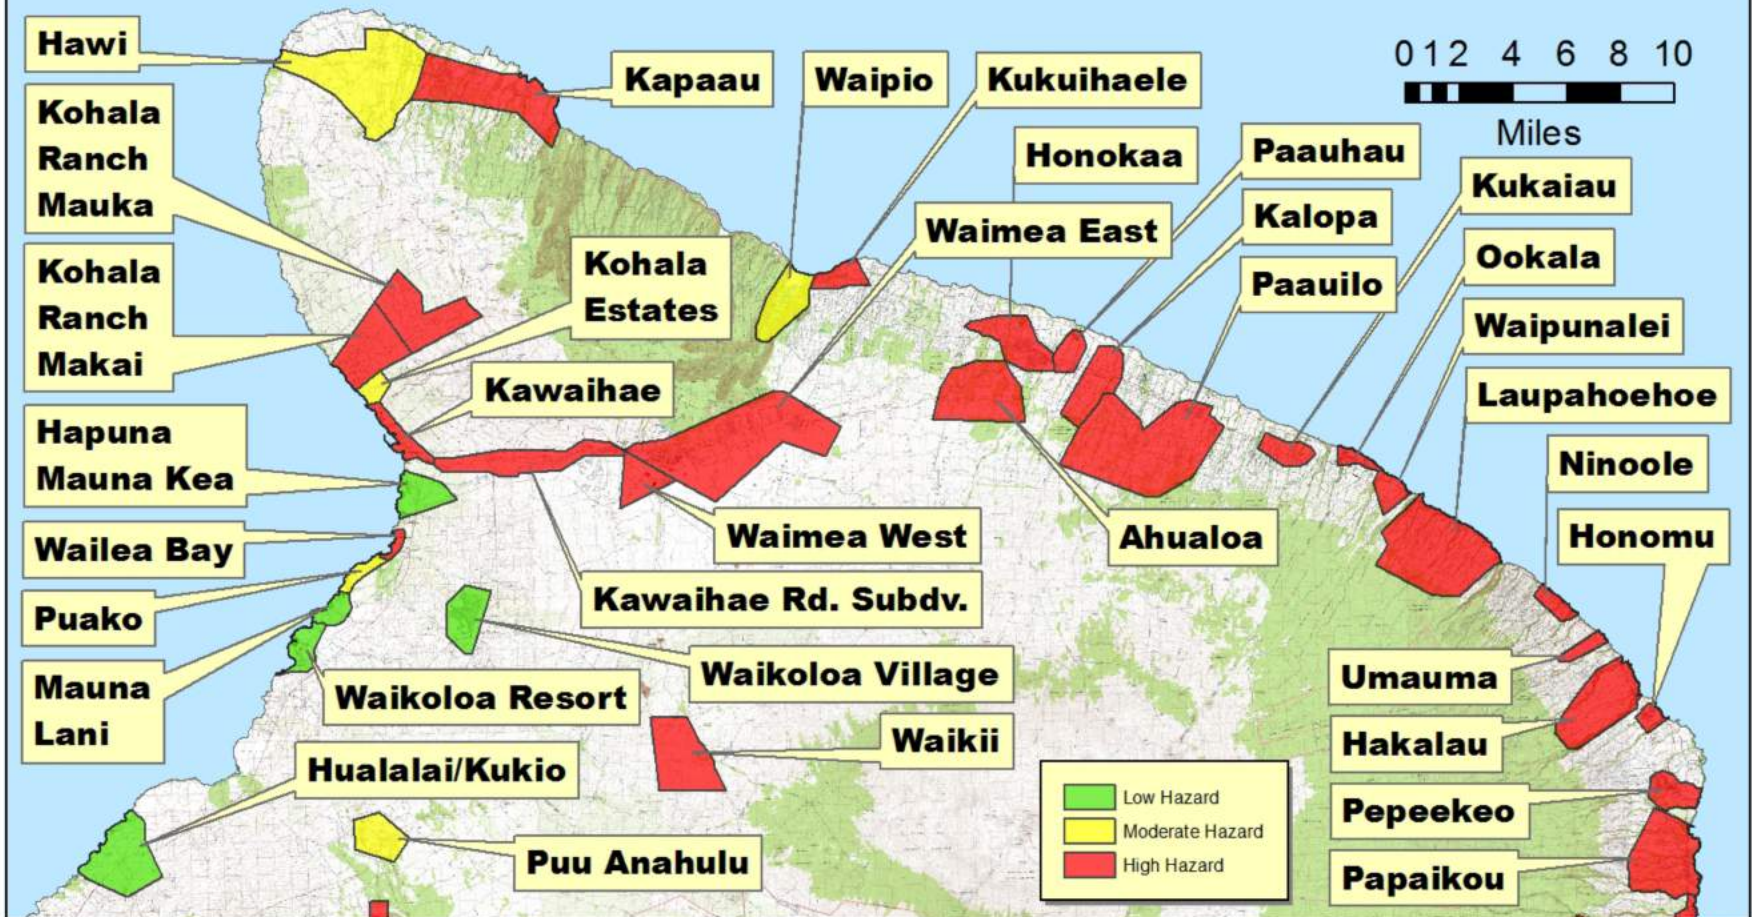 Hawi
Kohala
Ranch
Mauka
Kohala
Ranch
Makai
Hapuna
Mauna Kea
Wailea Bay
Puako
Mauna
Lani
Kapaau
Waipio
Kukuihaele
0 1 2 4 6 8 10
Miles
Honokaa
Paauhau
Kukaiau
Waimea East
Kalopa
Kohala
Estates
Ookala
Paauilo
Waipunalei
Kawaihae
Laupahoehoe
Ninoole
Honomu
Waimea West
Ahualoa
Kawaihae Rd. Subdv.
Waikoloa Village
Waikoloa Resort
Umauma
Waikii
Hakalau
Hualalai/Kukio
Pepeekeo
Puu Anahulu
Papaikou
Low Hazard
Moderate Hazard
High Hazard